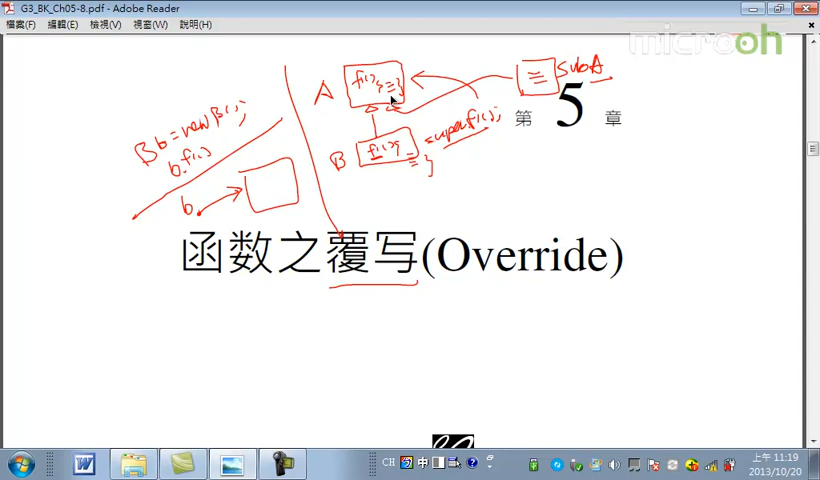 G3_BK_Ch05-8.pdf - Adobe Reader
檔案(F) 編輯(E) 檢視(V) 視窗(W) 說明(H)
microoh
A f(){≡}
≡ SubA
第 5 章
B b = new B();
b.f();
B f(){ ≡ }
super.f();
b
函数之覆写(Override)
CH 中
上午 11:19
2013/10/20